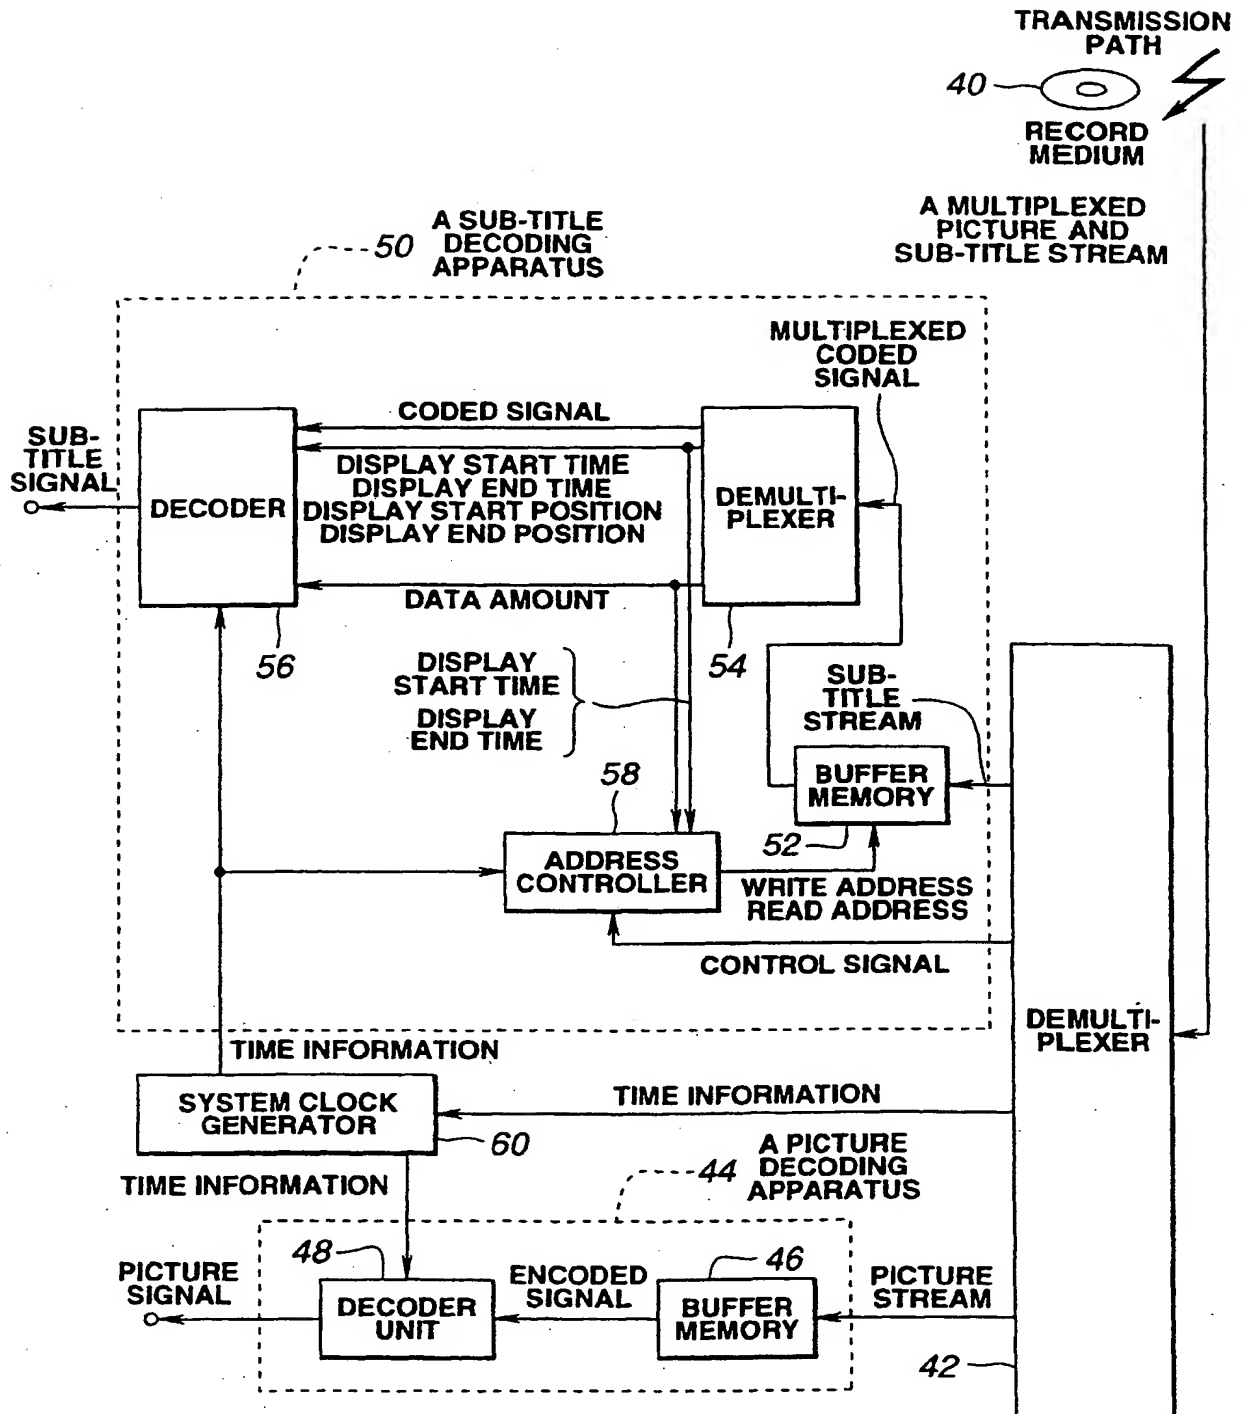 TRANSMISSION
PATH
40
RECORD
MEDIUM
A MULTIPLEXED
PICTURE AND
SUB-TITLE STREAM
50
A SUB-TITLE
DECODING
APPARATUS
MULTIPLEXED
CODED
SIGNAL
CODED SIGNAL
SUB-
TITLE
SIGNAL
DECODER
DISPLAY START TIME
DISPLAY END TIME
DISPLAY START POSITION
DISPLAY END POSITION
DEMULTI-
PLEXER
DATA AMOUNT
56
54
DISPLAY
START TIME
DISPLAY
END TIME
SUB-
TITLE
STREAM
58
BUFFER
MEMORY
52
ADDRESS
CONTROLLER
WRITE ADDRESS
READ ADDRESS
CONTROL SIGNAL
DEMULTI-
PLEXER
TIME INFORMATION
SYSTEM CLOCK
GENERATOR
60
TIME INFORMATION
TIME INFORMATION
44
A PICTURE
DECODING
APPARATUS
48
46
PICTURE
SIGNAL
DECODER
UNIT
ENCODED
SIGNAL
BUFFER
MEMORY
PICTURE
STREAM
42